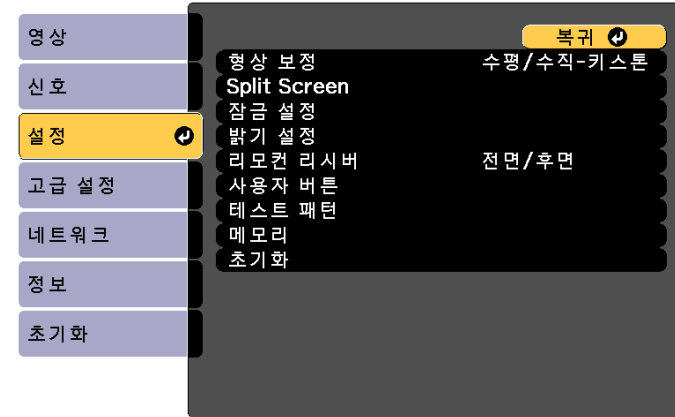 영상
신호
설정
고급 설정
네트워크
정보
초기화
복귀
형상 보정 수평/수직-키스톤
Split Screen
잠금 설정
밝기 설정
리모컨 리시버 전면/후면
사용자 버튼
테스트 패턴
메모리
초기화